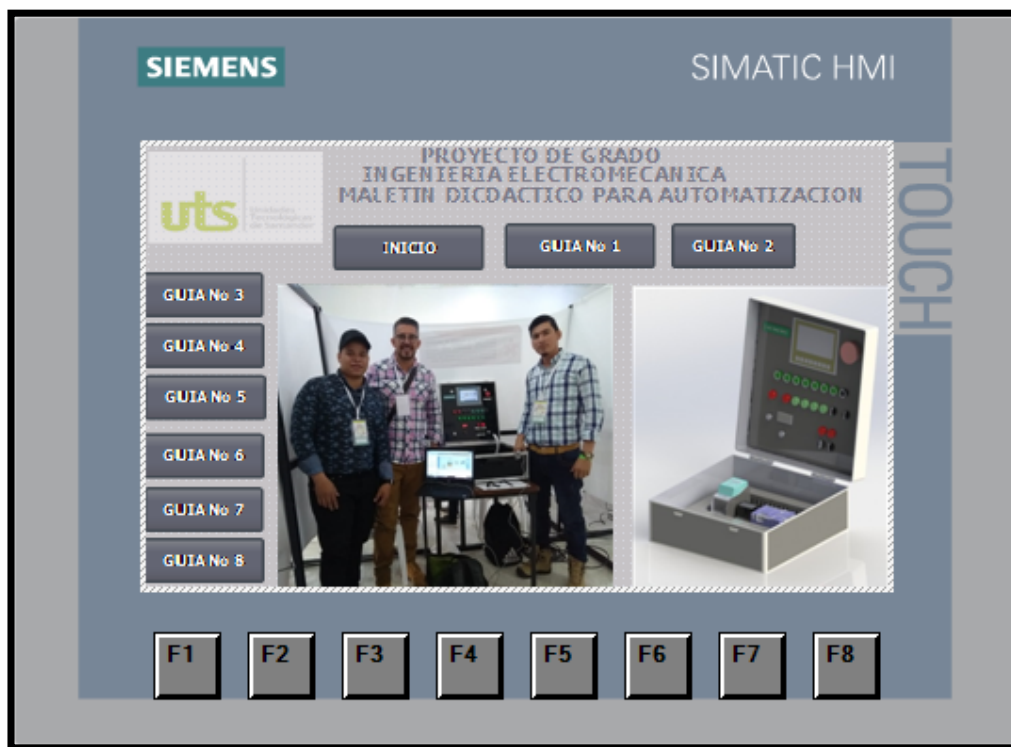 SIEMENS
SIMATIC HMI
TOUCH
PROYECTO DE GRADO
INGENIERIA ELECTROMECANICA
MALETIN DICDACTICO PARA AUTOMATIZACION
uts
INICIO
GUIA No 1
GUIA No 2
GUIA No 3
GUIA No 4
GUIA No 5
GUIA No 6
GUIA No 7
GUIA No 8
F1
F2
F3
F4
F5
F6
F7
F8